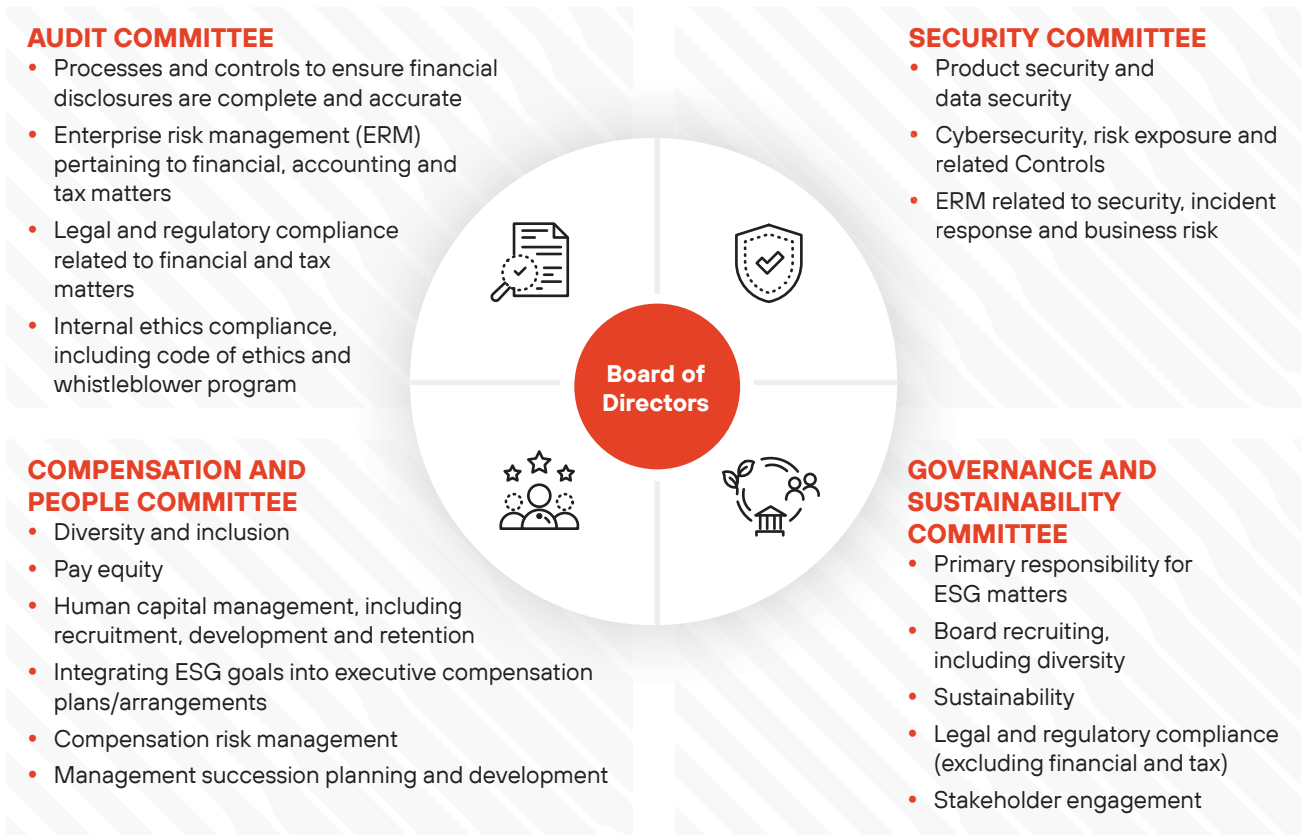 AUDIT COMMITTEE
• Processes and controls to ensure financial
disclosures are complete and accurate
• Enterprise risk management (ERM)
pertaining to financial, accounting and
tax matters
• Legal and regulatory compliance
related to financial and tax
matters
• Internal ethics compliance,
including code of ethics and
whistleblower program
SECURITY COMMITTEE
• Product security and
data security
• Cybersecurity, risk exposure and
related Controls
• ERM related to security, incident
response and business risk
Board of
Directors
COMPENSATION AND
PEOPLE COMMITTEE
• Diversity and inclusion
• Pay equity
• Human capital management, including
recruitment, development and retention
• Integrating ESG goals into executive compensation
plans/arrangements
• Compensation risk management
• Management succession planning and development
GOVERNANCE AND
SUSTAINABILITY
COMMITTEE
• Primary responsibility for
ESG matters
• Board recruiting,
including diversity
• Sustainability
• Legal and regulatory compliance
(excluding financial and tax)
• Stakeholder engagement